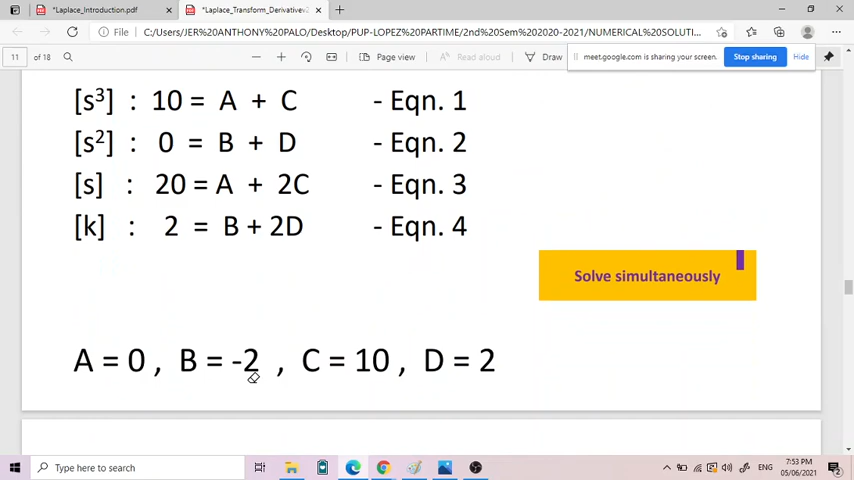 *Laplace_Introduction.pdf
*Laplace_Transform_Derivatives
File
C:/Users/JER%20ANTHONY%20PALO/Desktop/PUP-LOPEZ%20PARTIME/2nd%20Sem%202020-2021/NUMERICAL%20SOLUTI...
11 of 18
Page view
Read aloud
Draw
meet.google.com is sharing your screen.
Stop sharing
Hide
[s³] : 10 = A + C - Eqn. 1
[s²] : 0 = B + D - Eqn. 2
[s] : 20 = A + 2C - Eqn. 3
[k] : 2 = B + 2D - Eqn. 4
Solve simultaneously
A = 0 , B = -2 , C = 10 , D = 2
Type here to search
ENG
7:53 PM
05/06/2021
2